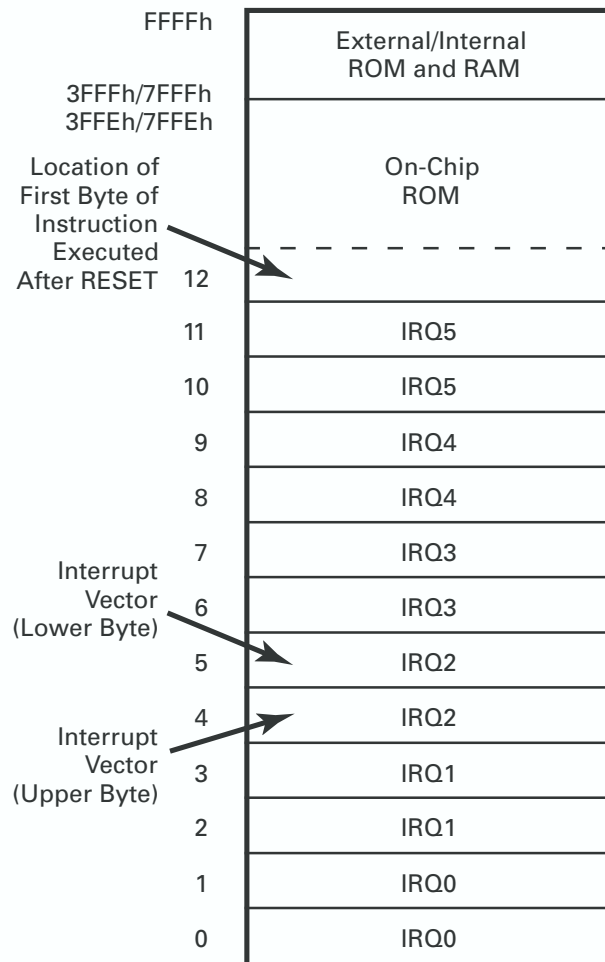 FFFFh
External/Internal
ROM and RAM
3FFFh/7FFFh
3FFEh/7FFEh
On-Chip
ROM
Location of
First Byte of
Instruction
Executed
After RESET
12
11
IRQ5
10
IRQ5
9
IRQ4
8
IRQ4
7
IRQ3
6
IRQ3
Interrupt
Vector
(Lower Byte)
5
IRQ2
4
IRQ2
Interrupt
Vector
(Upper Byte)
3
IRQ1
2
IRQ1
1
IRQ0
0
IRQ0